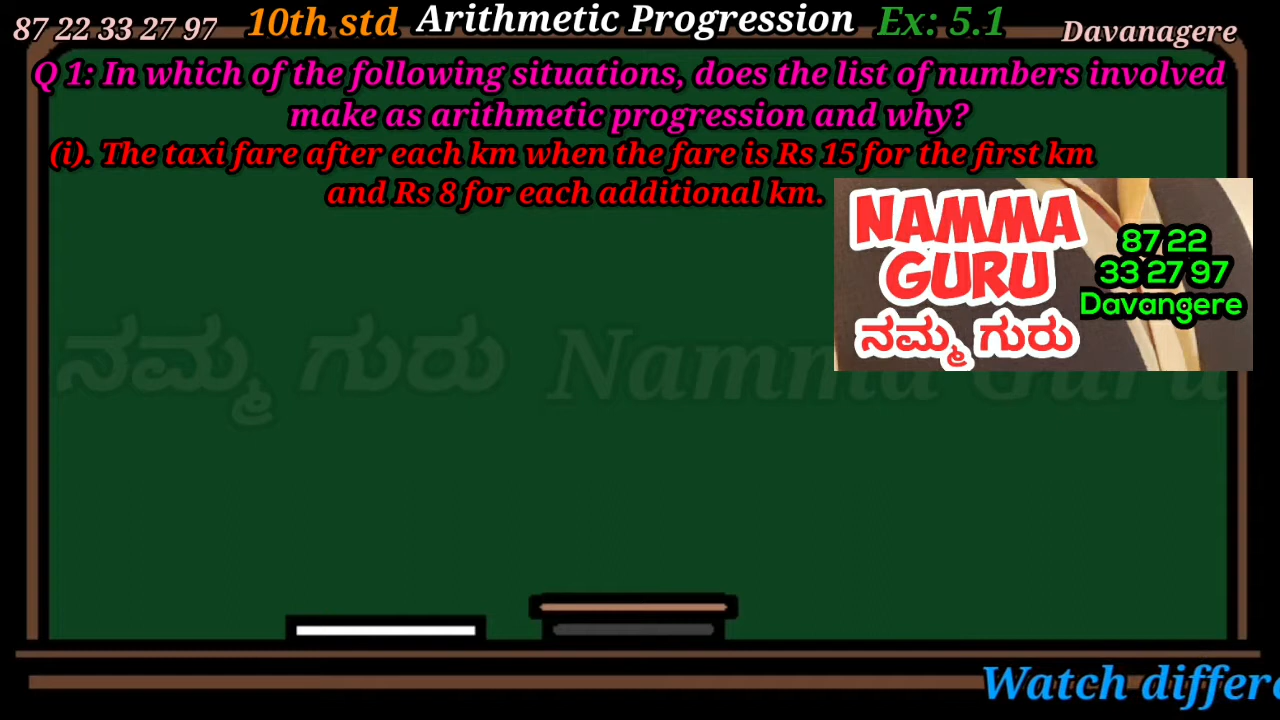 87 22 33 27 97 10th std Arithmetic Progression Ex: 5.1 Davanagere
Q 1: In which of the following situations, does the list of numbers involved
make as arithmetic progression and why?
(i). The taxi fare after each km when the fare is Rs 15 for the first km
and Rs 8 for each additional km.
NAMMA
GURU
ನಮ್ಮ ಗುರು
87 22
33 27 97
Davangere
ನಮ್ಮ ಗುರು Namma Guru
Watch differe